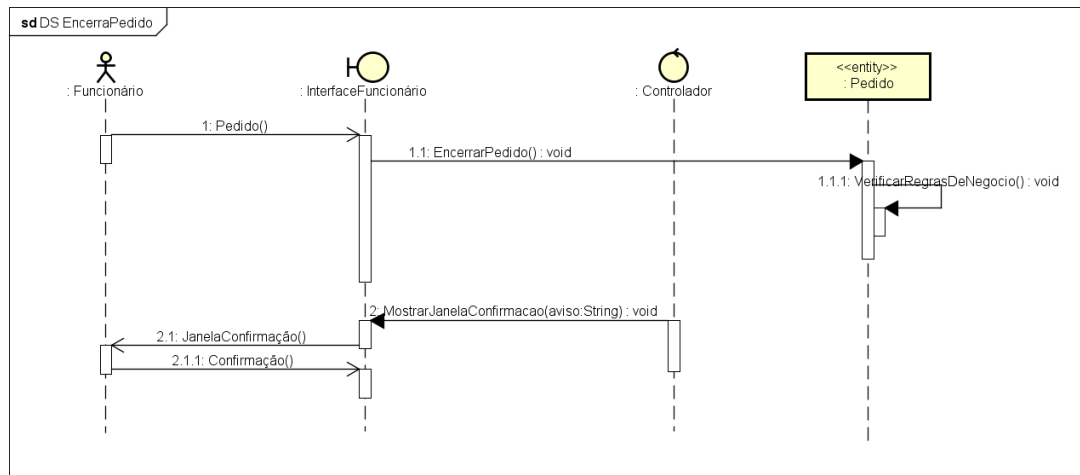 sd DS EncerraPedido
: Funcionário
: InterfaceFuncionário
: Controlador
<<entity>>
: Pedido
1: Pedido()
1.1: EncerrarPedido() : void
1.1.1: VerificarRegrasDeNegocio() : void
2: MostrarJanelaConfirmacao(aviso:String) : void
2.1: JanelaConfirmação()
2.1.1: Confirmação()